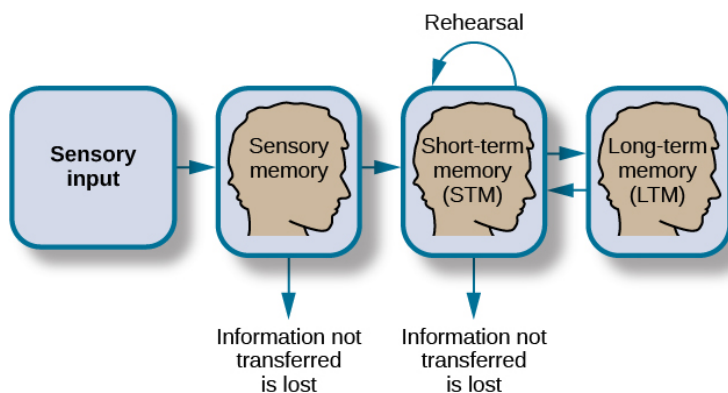 Rehearsal
Sensory
input
Sensory
memory
Short-term
memory
(STM)
Long-term
memory
(LTM)
Information not
transferred
is lost
Information not
transferred
is lost